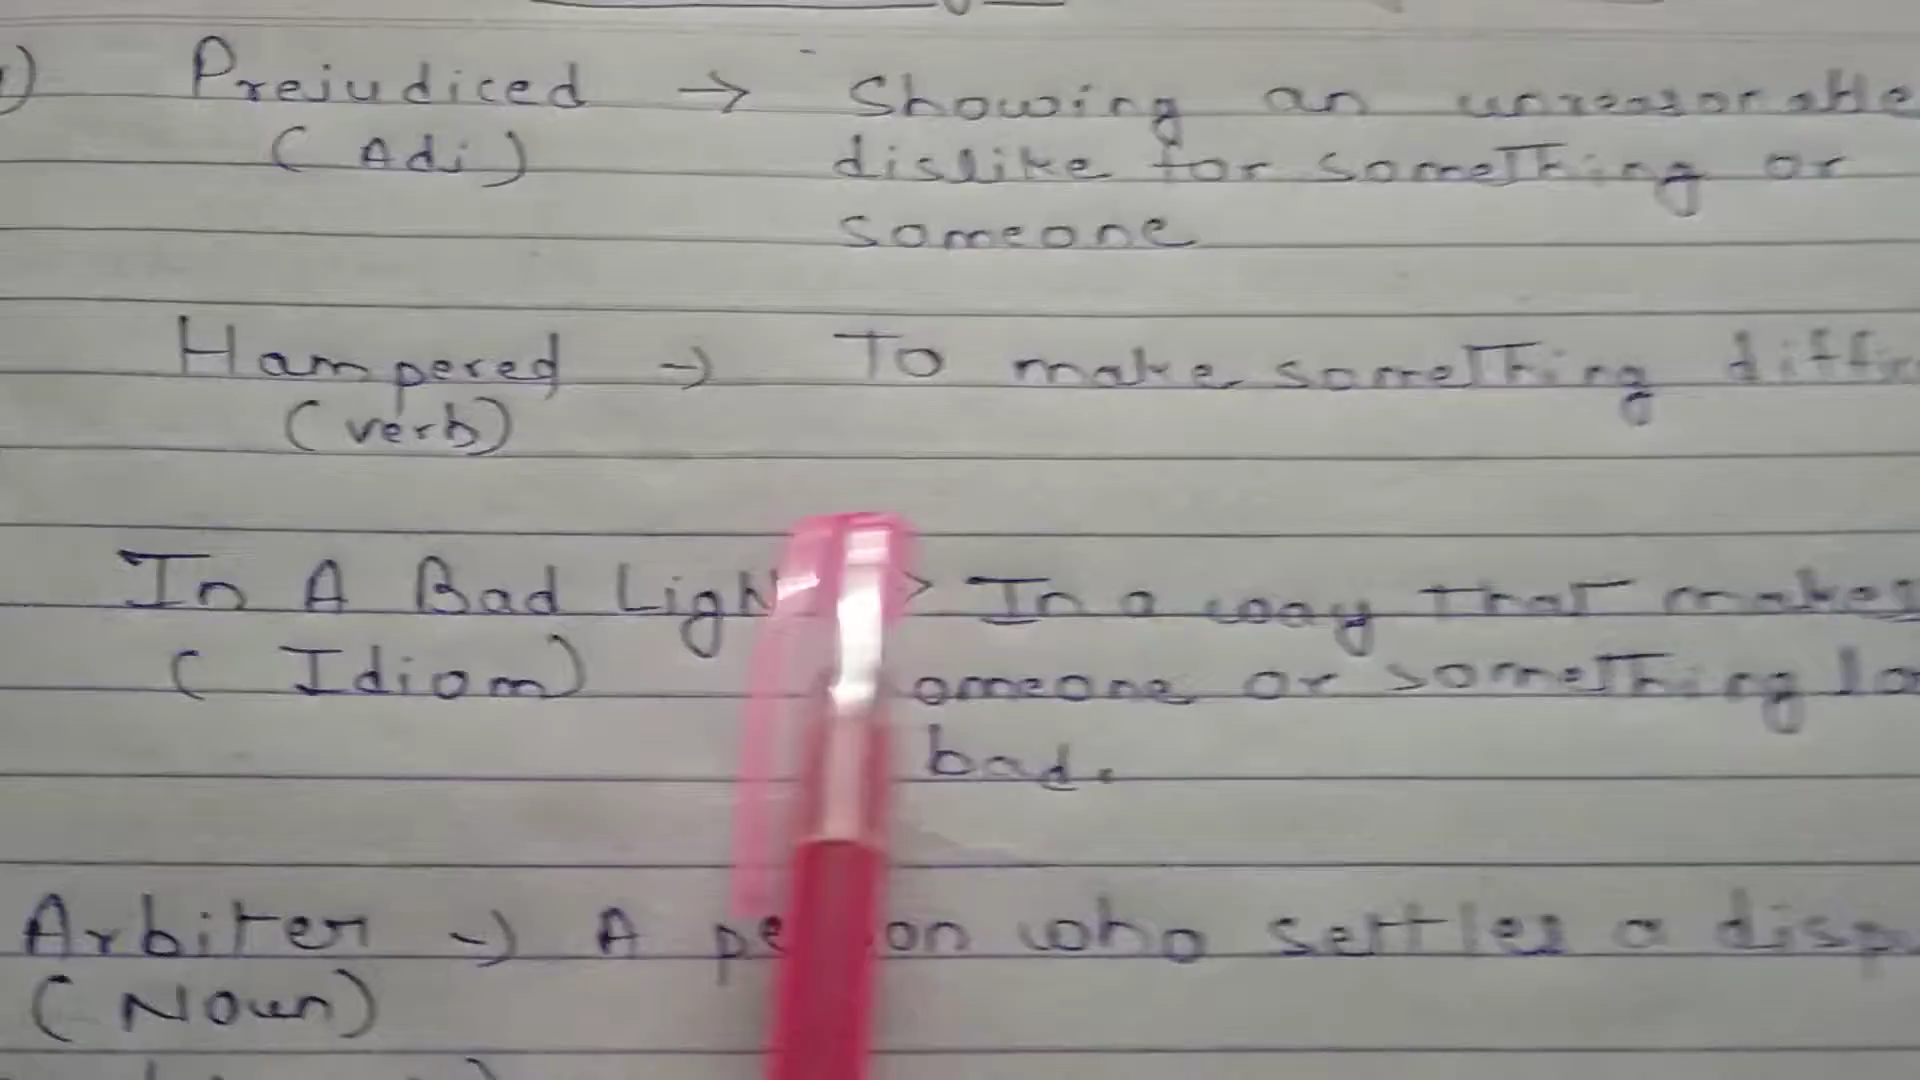 Prejudiced → Showing an unreasonable
(Adj) dislike for something or
someone
Hampered → To make something
(verb)
In A Bad Light > In a way that makes
(Idiom) omeone or something
bad.
Arbiter → A on who settles a
(Noun)